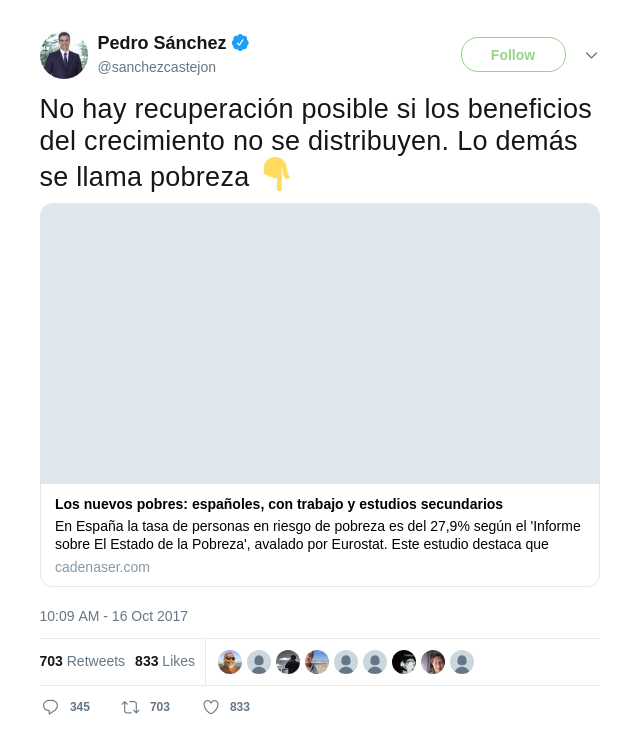 Pedro Sánchez
@sanchezcastejon
Follow
No hay recuperación posible si los beneficios
del crecimiento no se distribuyen. Lo demás
se llama pobreza 👇
Los nuevos pobres: españoles, con trabajo y estudios secundarios
En España la tasa de personas en riesgo de pobreza es del 27,9% según el 'Informe
sobre El Estado de la Pobreza', avalado por Eurostat. Este estudio destaca que
cadenaser.com
10:09 AM - 16 Oct 2017
703 Retweets 833 Likes
345 703 833